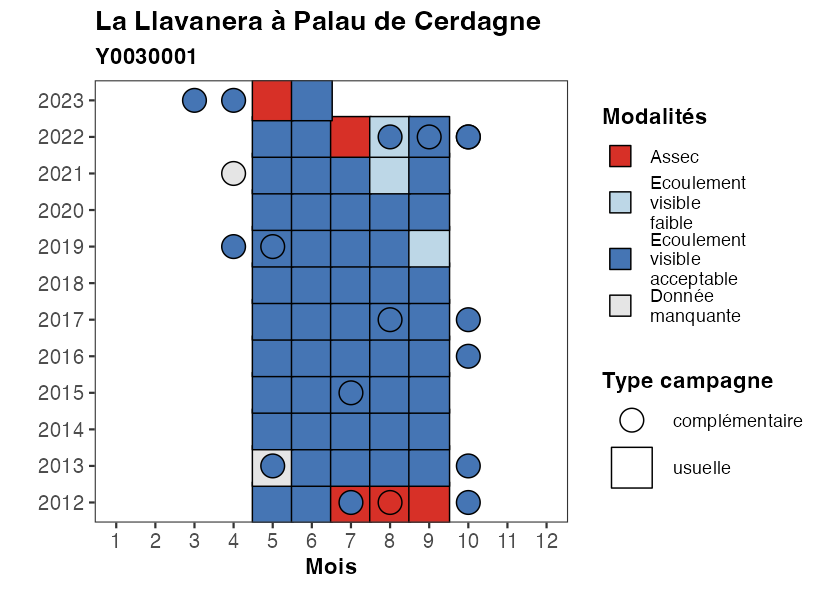 La Llavanera à Palau de Cerdagne
Y0030001
2023
2022
2021
2020
2019
2018
2017
2016
2015
2014
2013
2012
1 2 3 4 5 6 7 8 9 10 11 12
Mois
Modalités
Assec
Ecoulement
visible
faible
Ecoulement
visible
acceptable
Donnée
manquante
Type campagne
complémentaire
usuelle